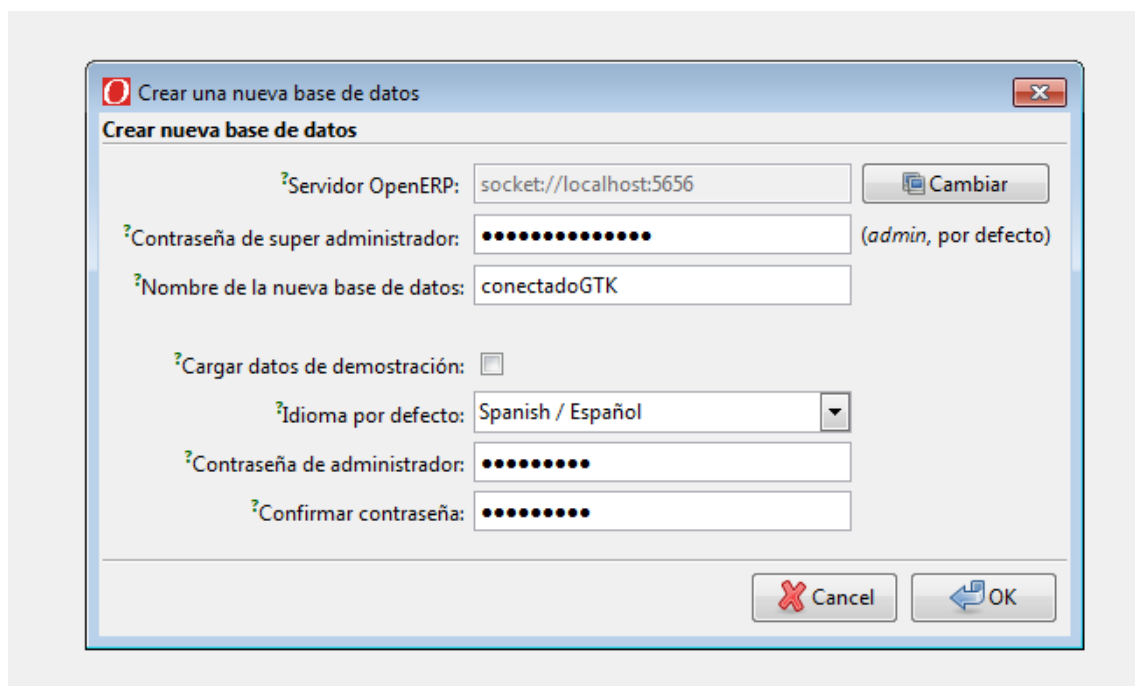 Crear una nueva base de datos
Crear nueva base de datos
?Servidor OpenERP: socket://localhost:5656 Cambiar
?Contraseña de super administrador: •••••••••••••• (admin, por defecto)
?Nombre de la nueva base de datos: conectadoGTK
?Cargar datos de demostración:
?Idioma por defecto: Spanish / Español
?Contraseña de administrador: •••••••••
?Confirmar contraseña: •••••••••
Cancel OK